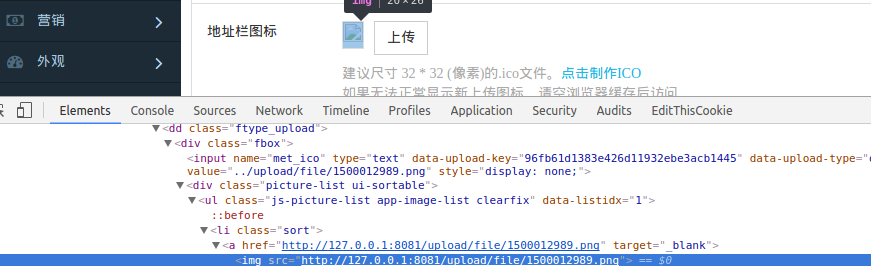 img | 20 × 26
营销
地址栏图标
上传
外观
建议尺寸 32 * 32 (像素)的.ico文件。点击制作ICO
如果无法正常显示新上传图标，请空浏览器缓存后访问
Elements Console Sources Network Timeline Profiles Application Security Audits EditThisCookie
▼<dd class="ftype_upload">
▼<div class="fbox">
<input name="met_ico" type="text" data-upload-key="96fb61d1383e426d11932ebe3acb1445" data-upload-type="
value="../upload/file/1500012989.png" style="display: none;">
▼<div class="picture-list ui-sortable">
▼<ul class="js-picture-list app-image-list clearfix" data-listidx="1">
::before
▼<li class="sort">
▼<a href="http://127.0.0.1:8081/upload/file/1500012989.png" target="_blank">
<img src="http://127.0.0.1:8081/upload/file/1500012989.png"> == $0